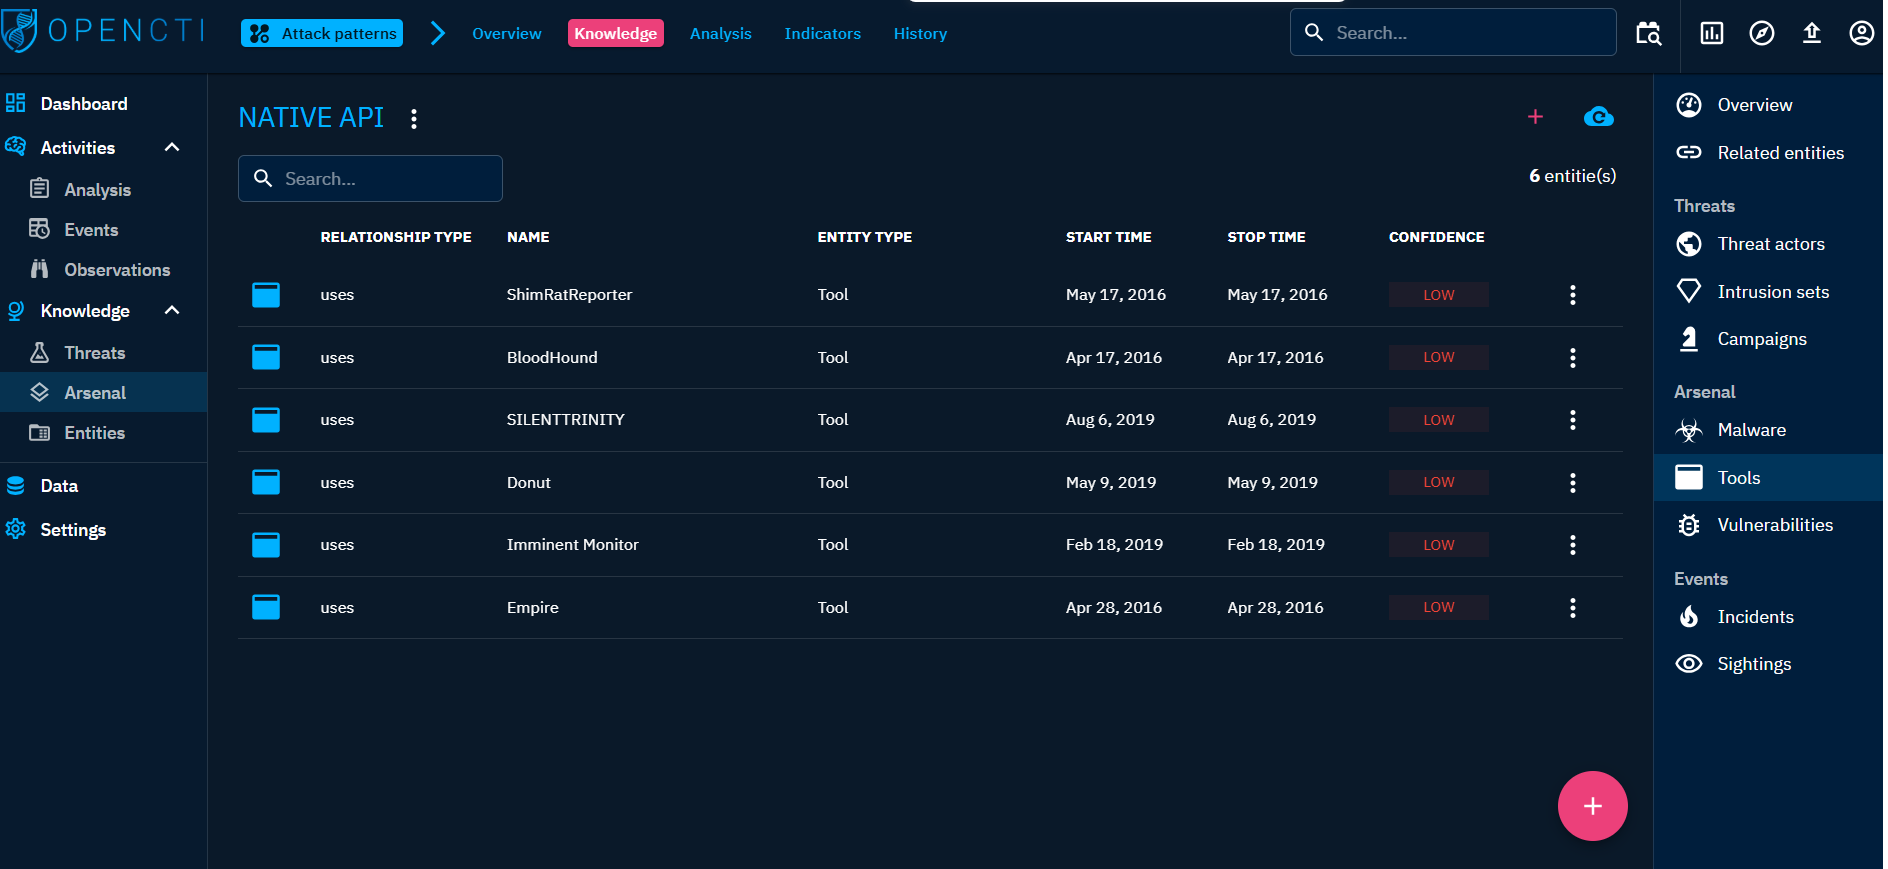 OPENCTI
Attack patterns
Overview
Knowledge
Analysis
Indicators
History
Search...
Dashboard
Activities
Analysis
Events
Observations
Knowledge
Threats
Arsenal
Entities
Data
Settings
NATIVE API
Search...
6 entitie(s)
RELATIONSHIP TYPE NAME ENTITY TYPE START TIME STOP TIME CONFIDENCE
uses ShimRatReporter Tool May 17, 2016 May 17, 2016 LOW
uses BloodHound Tool Apr 17, 2016 Apr 17, 2016 LOW
uses SILENTTRINITY Tool Aug 6, 2019 Aug 6, 2019 LOW
uses Donut Tool May 9, 2019 May 9, 2019 LOW
uses Imminent Monitor Tool Feb 18, 2019 Feb 18, 2019 LOW
uses Empire Tool Apr 28, 2016 Apr 28, 2016 LOW
Overview
Related entities
Threats
Threat actors
Intrusion sets
Campaigns
Arsenal
Malware
Tools
Vulnerabilities
Events
Incidents
Sightings